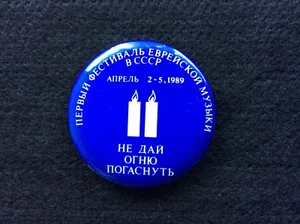 ПЕРВЫЙ ФЕСТИВАЛЬ ЕВРЕЙСКОЙ МУЗЫКИ
В СССР
АПРЕЛЬ 2-5, 1989
НЕ ДАЙ
ОГНЮ
ПОГАСНУТЬ